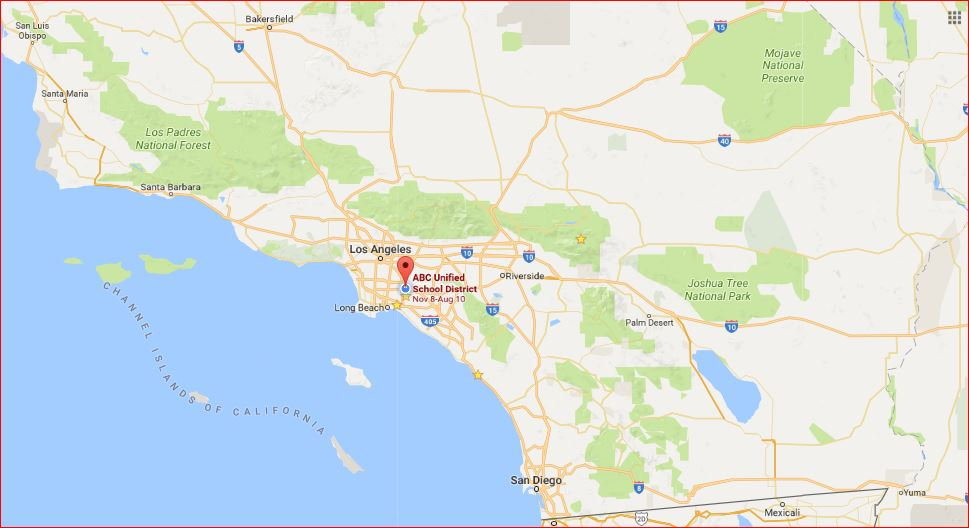 Bakersfield
San Luis
Obispo
5
15
Mojave
National
Preserve
Santa Maria
Los Padres
National Forest
40
Santa Barbara
Los Angeles
10
10
Riverside
ABC Unified
School District
Nov 8-Aug 10
Joshua Tree
National Park
Long Beach
405
15
Palm Desert
10
CHANNEL ISLANDS OF CALIFORNIA
San Diego
8
Yuma
Mexicali
20